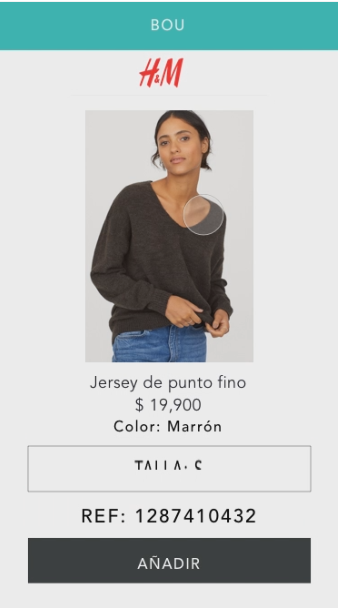 BOU
H&M
Jersey de punto fino
$ 19,900
Color: Marrón
REF: 1287410432
AÑADIR